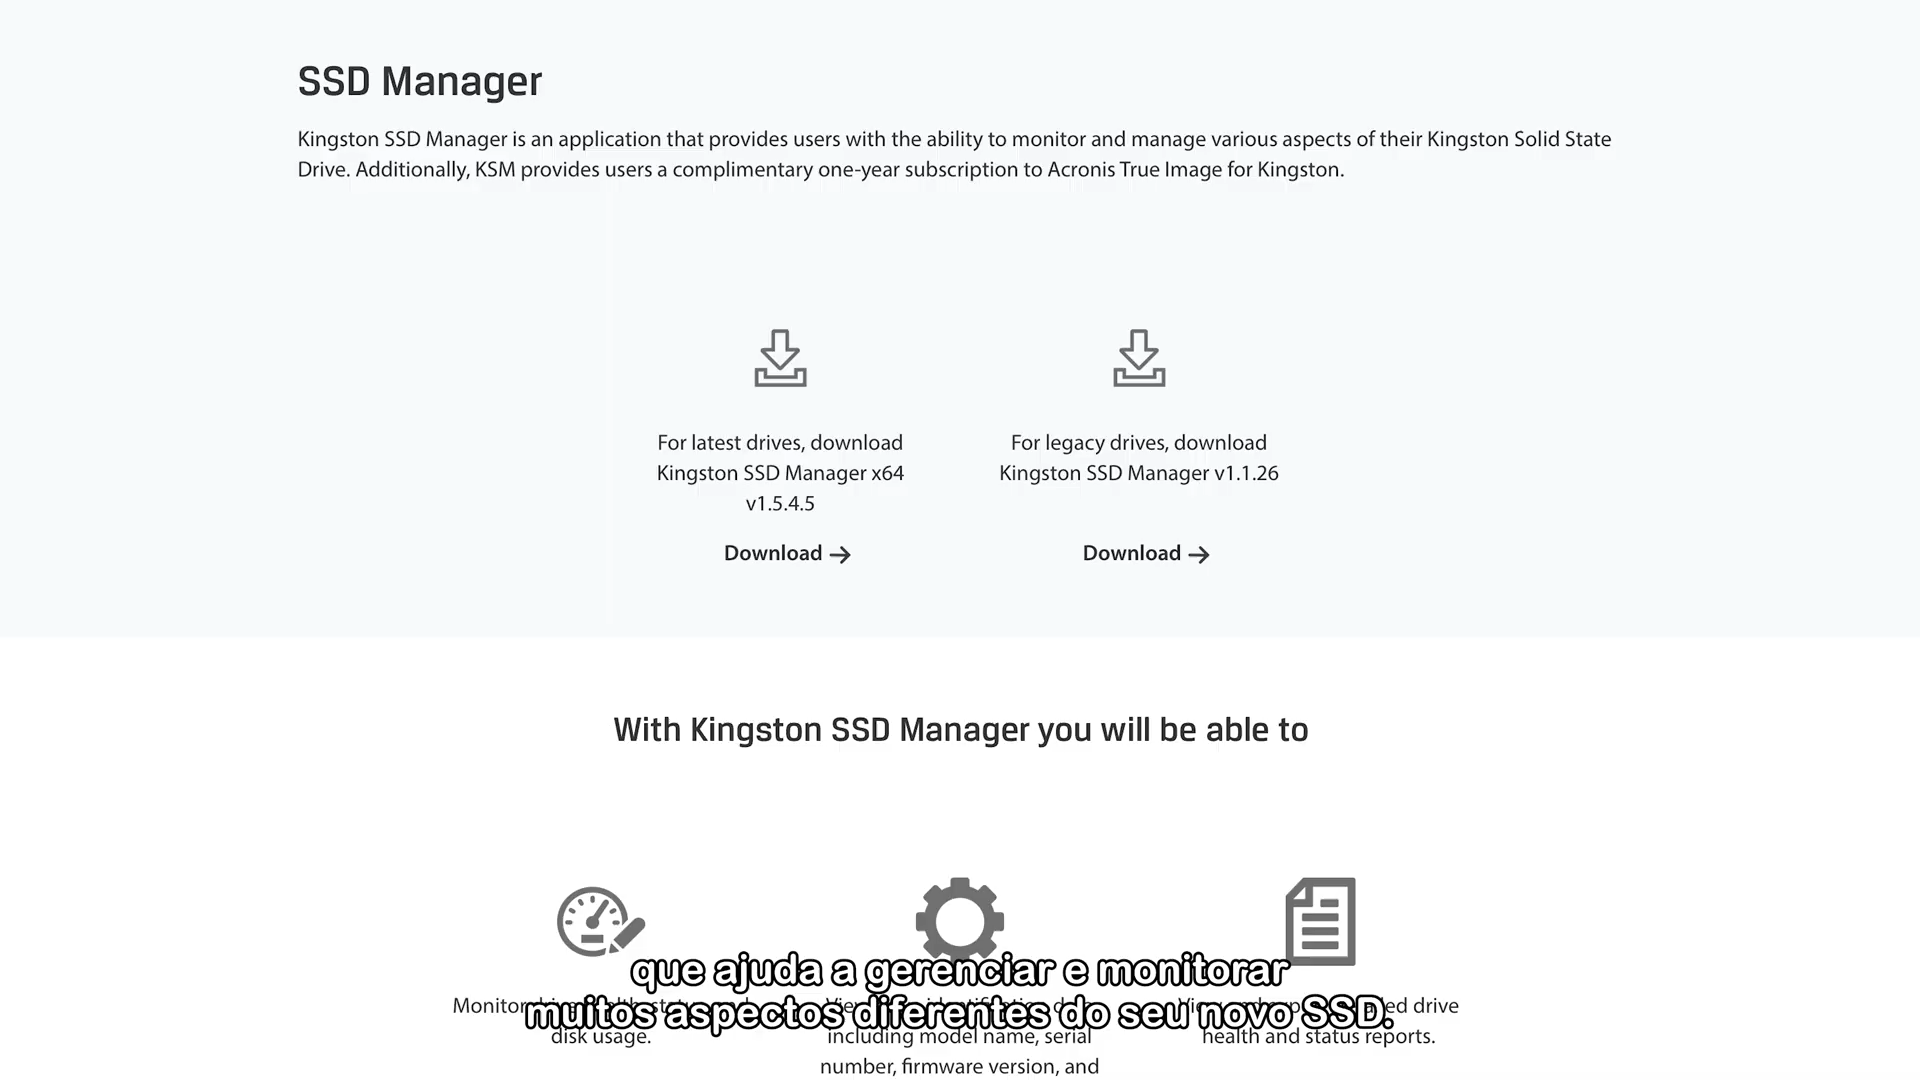 SSD Manager
Kingston SSD Manager is an application that provides users with the ability to monitor and manage various aspects of their Kingston Solid State
Drive. Additionally, KSM provides users a complimentary one-year subscription to Acronis True Image for Kingston.
For latest drives, download
Kingston SSD Manager x64
v1.5.4.5
Download
For legacy drives, download
Kingston SSD Manager v1.1.26
Download
With Kingston SSD Manager you will be able to
Monitor
disk usage.
including model name, serial
number, firmware version, and
drive
health and status reports.
que ajuda a gerenciar e monitorar
muitos aspectos diferentes do seu novo SSD.